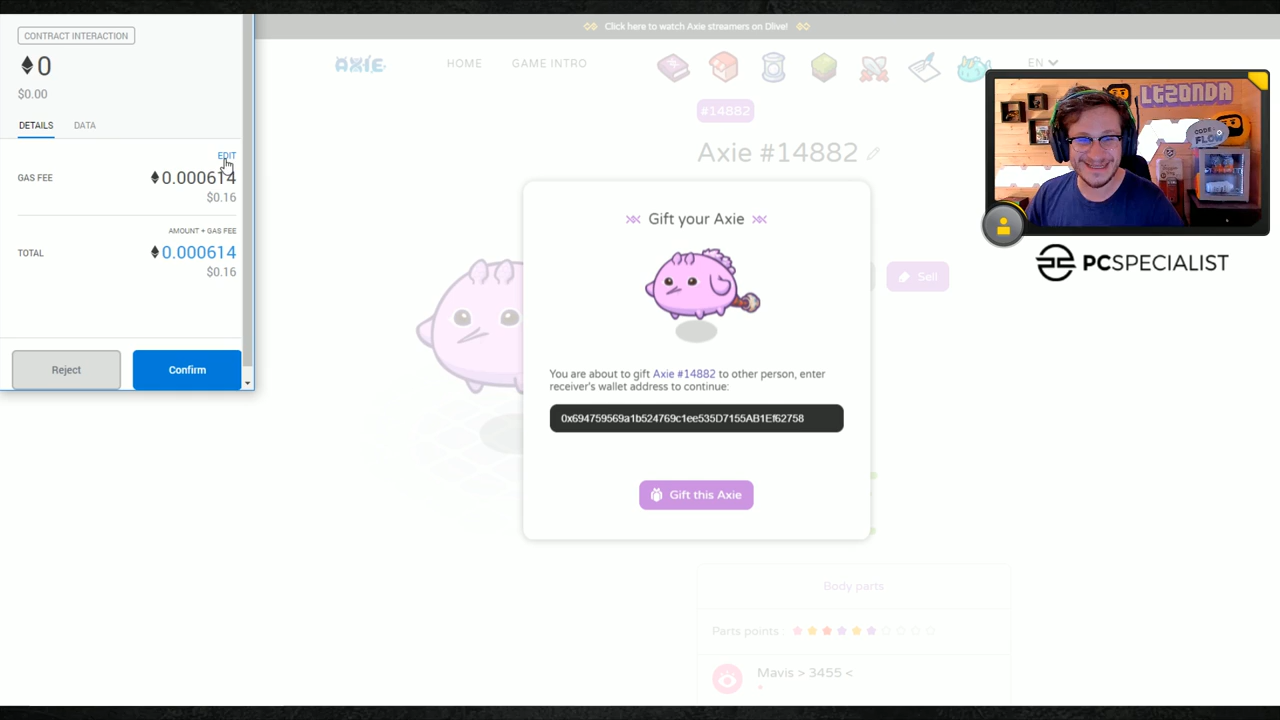 CONTRACT INTERACTION
0
$0.00
DETAILS
DATA
EDIT
GAS FEE
0.000614
$0.16
AMOUNT + GAS FEE
TOTAL
0.000614
$0.16
Reject
Confirm
Click here to watch Axie streamers on Dlive!
AXIE
HOME
GAME INTRO
EN
#14882
Axie #14882
Gift your Axie
Sell
You are about to gift Axie #14882 to other person, enter
receiver's wallet address to continue:
0x694759569a1b524769c1ee535D7155AB1Ef62758
Gift this Axie
Body parts
Parts points :
Mavis > 3455 <
LTZONDA
CODE
FLOW
PCSPECIALIST